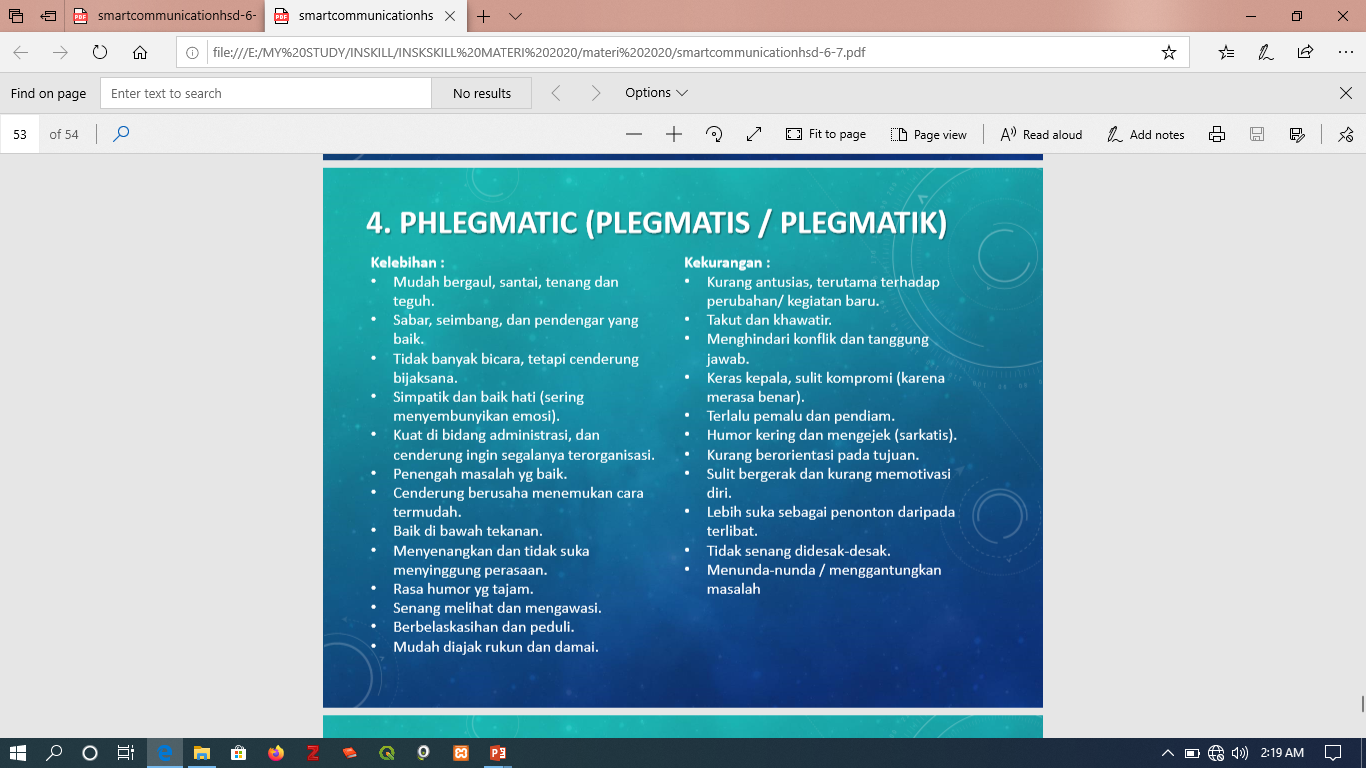 smartcommunicationhsd-6-
smartcommunicationhs
file:///E:/MY%20STUDY/INSKILL/INSKSKILL%20MATERI%202020/materi%202020/smartcommunicationhsd-6-7.pdf
Find on page
Enter text to search
No results
Options
53
of 54
Fit to page
Page view
Read aloud
Add notes
4. PHLEGMATIC (PLEGMATIS / PLEGMATIK)
Kelebihan :
• Mudah bergaul, santai, tenang dan
teguh.
• Sabar, seimbang, dan pendengar yang
baik.
• Tidak banyak bicara, tetapi cenderung
bijaksana.
• Simpatik dan baik hati (sering
menyembunyikan emosi).
• Kuat di bidang administrasi, dan
cenderung ingin segalanya terorganisasi.
• Penengah masalah yg baik.
• Cenderung berusaha menemukan cara
termudah.
• Baik di bawah tekanan.
• Menyenangkan dan tidak suka
menyinggung perasaan.
• Rasa humor yg tajam.
• Senang melihat dan mengawasi.
• Berbelaskasihan dan peduli.
• Mudah diajak rukun dan damai.
Kekurangan :
• Kurang antusias, terutama terhadap
perubahan/ kegiatan baru.
• Takut dan khawatir.
• Menghindari konflik dan tanggung
jawab.
• Keras kepala, sulit kompromi (karena
merasa benar).
• Terlalu pemalu dan pendiam.
• Humor kering dan mengejek (sarkatis).
• Kurang berorientasi pada tujuan.
• Sulit bergerak dan kurang memotivasi
diri.
• Lebih suka sebagai penonton daripada
terlibat.
• Tidak senang didesak-desak.
• Menunda-nunda / menggantungkan
masalah
2:19 AM